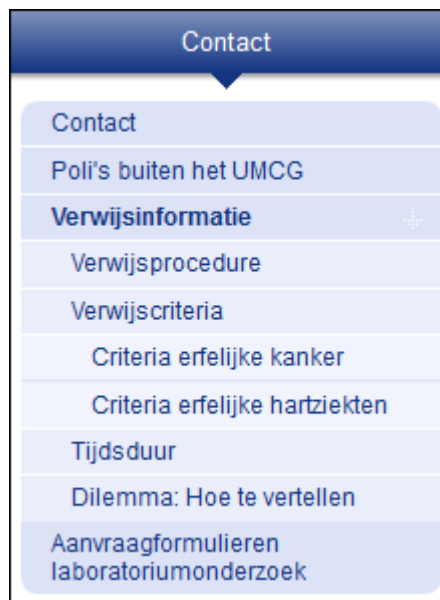 Contact
Contact
Poli's buiten het UMCG
Verwijsinformatie
Verwijsprocedure
Verwijscriteria
Criteria erfelijke kanker
Criteria erfelijke hartziekten
Tijdsduur
Dilemma: Hoe te vertellen
Aanvraagformulieren
laboratoriumonderzoek